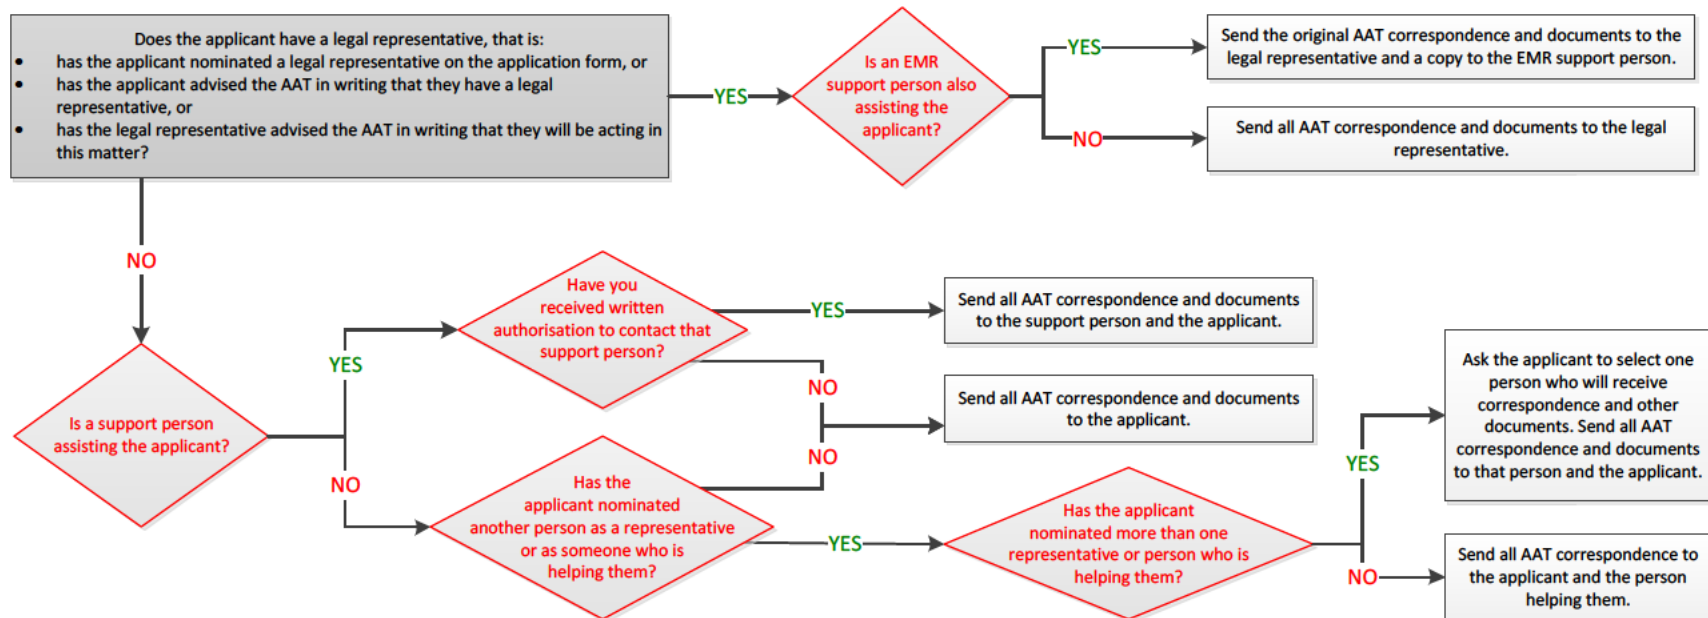 Does the applicant have a legal representative, that is:
• has the applicant nominated a legal representative on the application form, or
• has the applicant advised the AAT in writing that they have a legal
representative, or
• has the legal representative advised the AAT in writing that they will be acting in
this matter?
YES
Is an EMR
support person also
assisting the
applicant?
YES
Send the original AAT correspondence and documents to the
legal representative and a copy to the EMR support person.
NO
Send all AAT correspondence and documents to the legal
representative.
NO
Is a support person
assisting the applicant?
YES
Have you
received written
authorisation to contact that
support person?
YES
Send all AAT correspondence and documents
to the support person and the applicant.
NO
Send all AAT correspondence and documents
to the applicant.
NO
NO
Has the
applicant nominated
another person as a representative
or as someone who is
helping them?
YES
Has the applicant
nominated more than one
representative or person who is
helping them?
YES
Ask the applicant to select one
person who will receive
correspondence and other
documents. Send all AAT
correspondence and documents
to that person and the applicant.
NO
Send all AAT correspondence to
the applicant and the person
helping them.